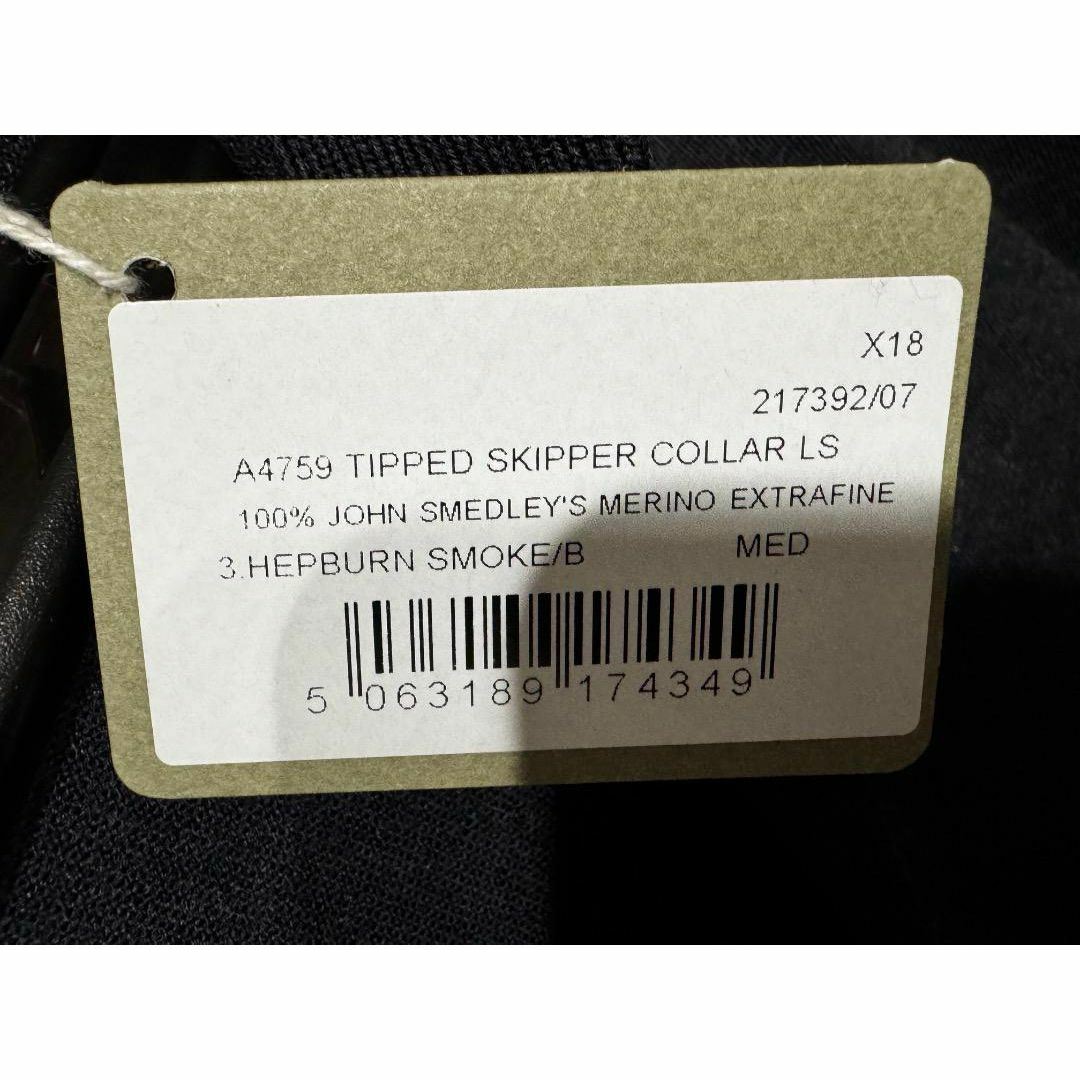 X18
217392/07
A4759 TIPPED SKIPPER COLLAR LS
100% JOHN SMEDLEY'S MERINO EXTRAFINE
3.HEPBURN SMOKE/B MED
5 063189 174349